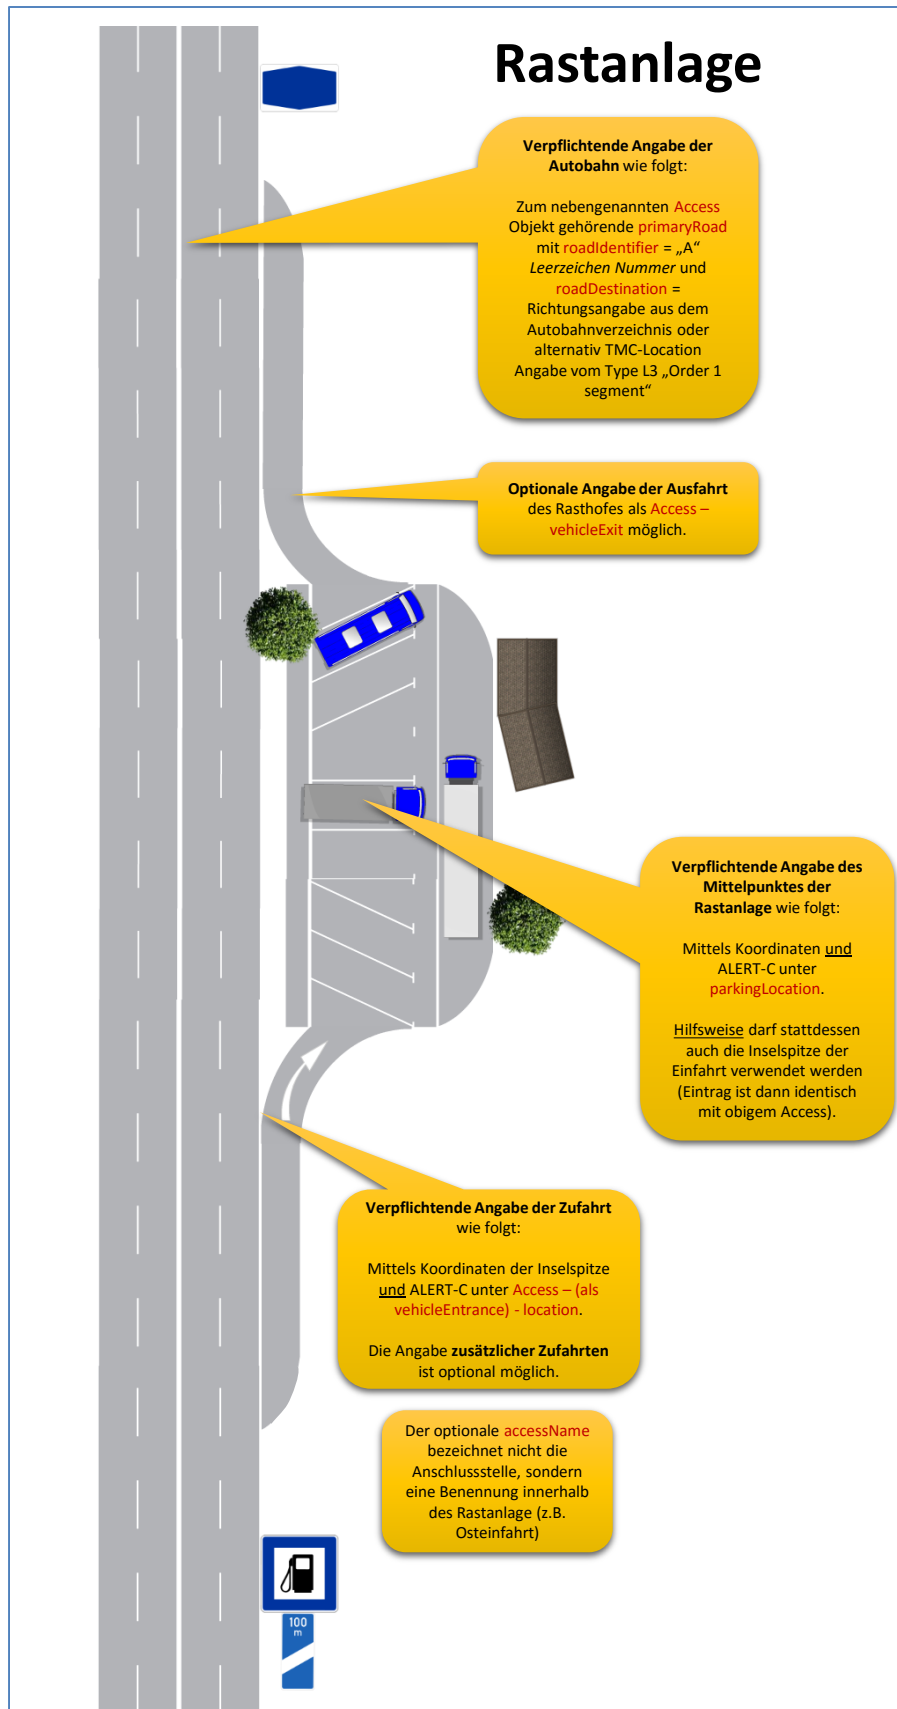 Rastanlage
Verpflichtende Angabe der
Autobahn wie folgt:
Zum nebengenannten Access
Objekt gehörende primaryRoad
mit roadIdentifier = „A“
Leerzeichen Nummer und
roadDestination =
Richtungsangabe aus dem
Autobahnverzeichnis oder
alternativ TMC-Location
Angabe vom Type L3 „Order 1
segment“
Optionale Angabe der Ausfahrt
des Rasthofes als Access –
vehicleExit möglich.
Verpflichtende Angabe des
Mittelpunktes der
Rastanlage wie folgt:
Mittels Koordinaten und
ALERT-C unter
parkingLocation.
Hilfsweise darf stattdessen
auch die Inselspitze der
Einfahrt verwendet werden
(Eintrag ist dann identisch
mit obigem Access).
Verpflichtende Angabe der Zufahrt
wie folgt:
Mittels Koordinaten der Inselspitze
und ALERT-C unter Access – (als
vehicleEntrance) - location.
Die Angabe zusätzlicher Zufahrten
ist optional möglich.
Der optionale accessName
bezeichnet nicht die
Anschlussstelle, sondern
eine Benennung innerhalb
des Rastanlage (z.B.
Osteinfahrt)
100
m